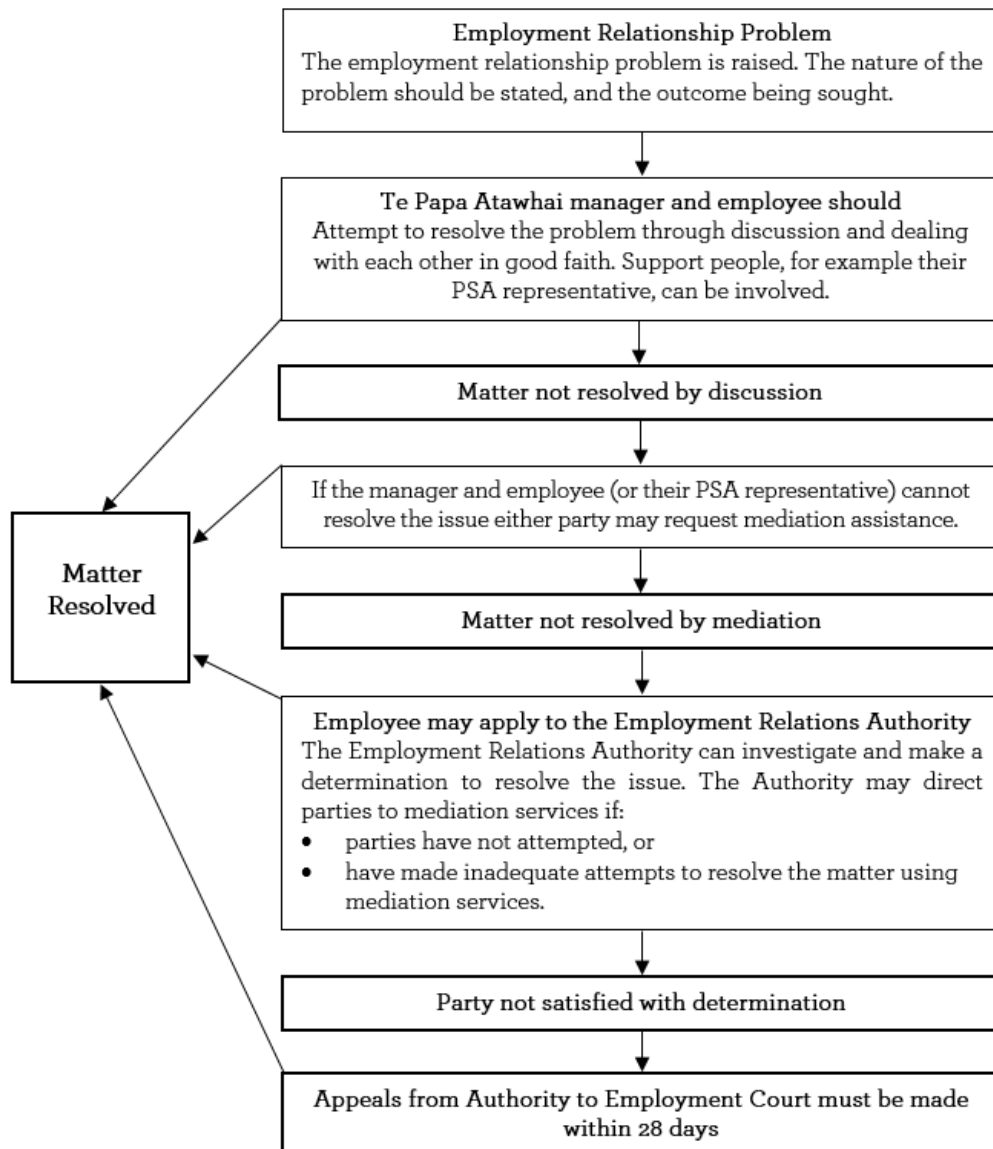 Employment Relationship Problem
The employment relationship problem is raised. The nature of the
problem should be stated, and the outcome being sought.
Te Papa Atawhai manager and employee should
Attempt to resolve the problem through discussion and dealing
with each other in good faith. Support people, for example their
PSA representative, can be involved.
Matter not resolved by discussion
If the manager and employee (or their PSA representative) cannot
resolve the issue either party may request mediation assistance.
Matter
Resolved
Matter not resolved by mediation
Employee may apply to the Employment Relations Authority
The Employment Relations Authority can investigate and make a
determination to resolve the issue. The Authority may direct
parties to mediation services if:
• parties have not attempted, or
• have made inadequate attempts to resolve the matter using
mediation services.
Party not satisfied with determination
Appeals from Authority to Employment Court must be made
within 28 days